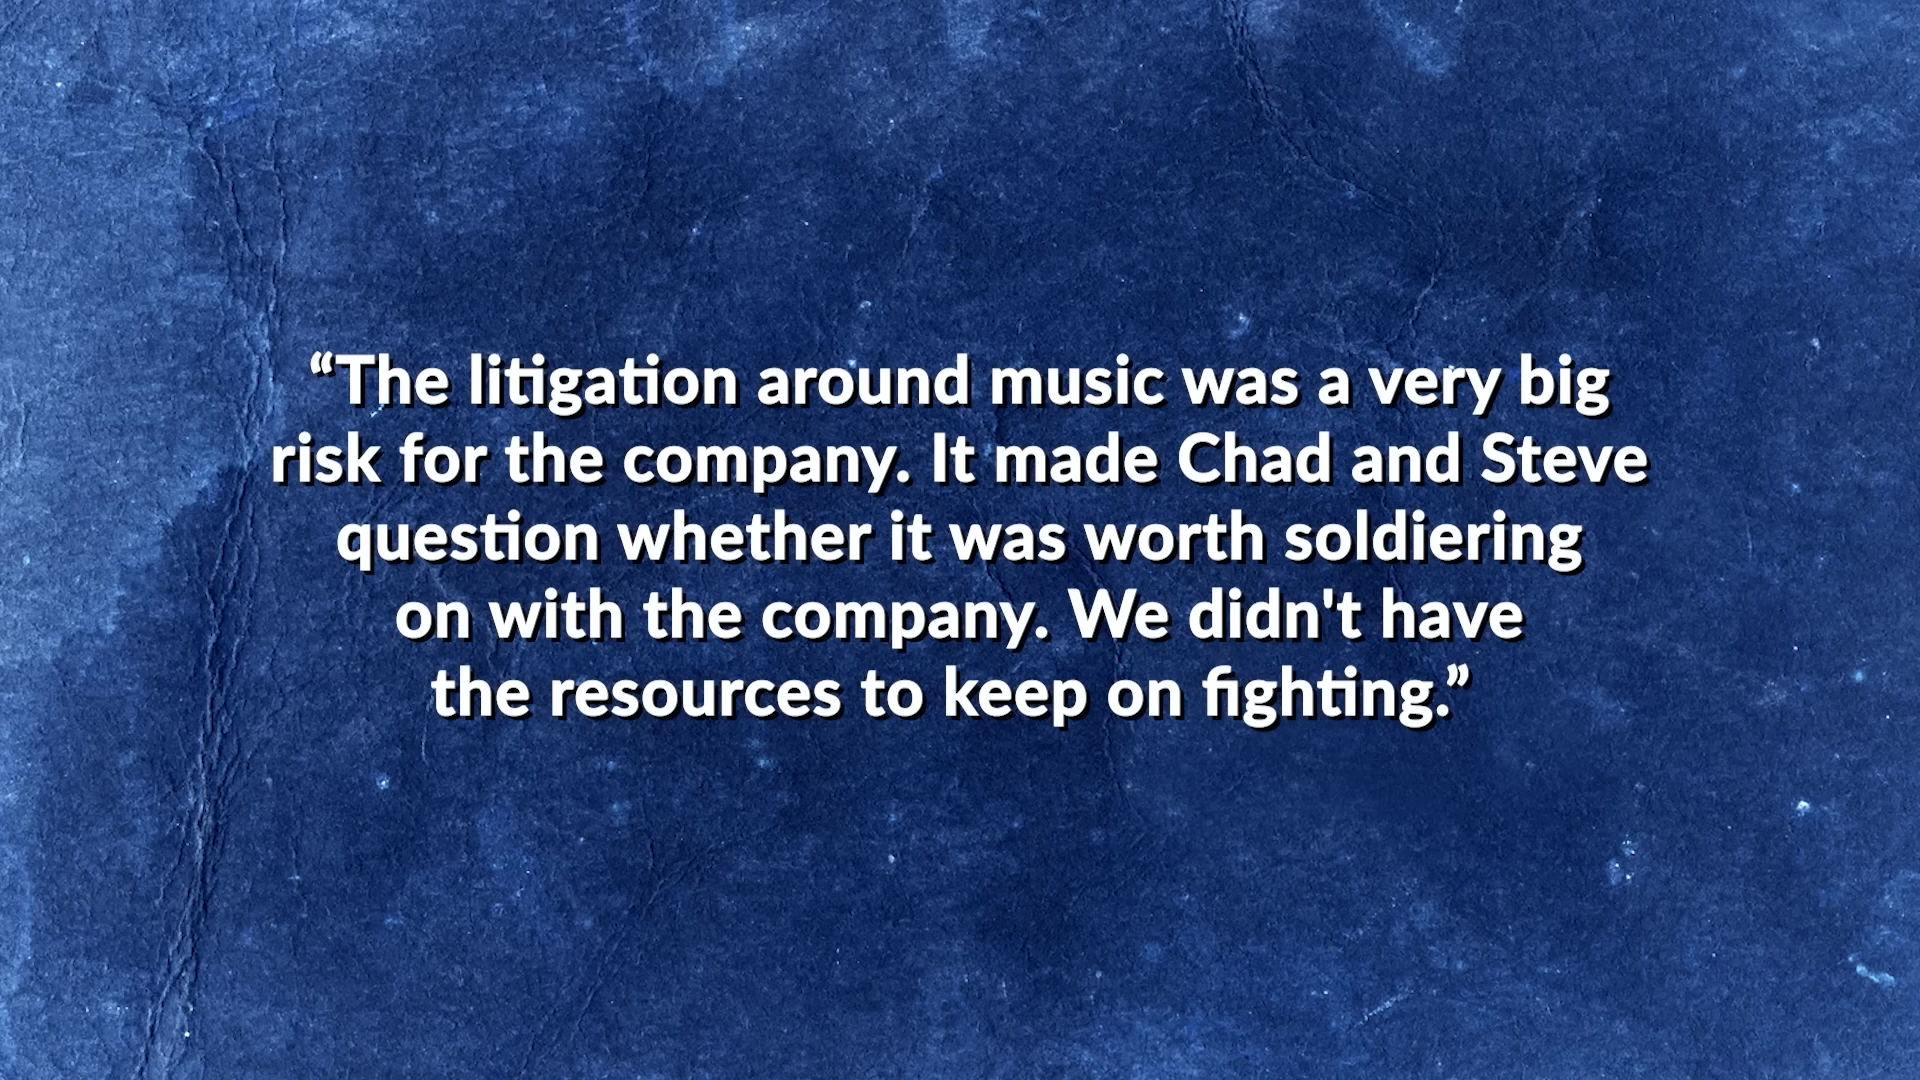 “The litigation around music was a very big
risk for the company. It made Chad and Steve
question whether it was worth soldiering
on with the company. We didn't have
the resources to keep on fighting.”